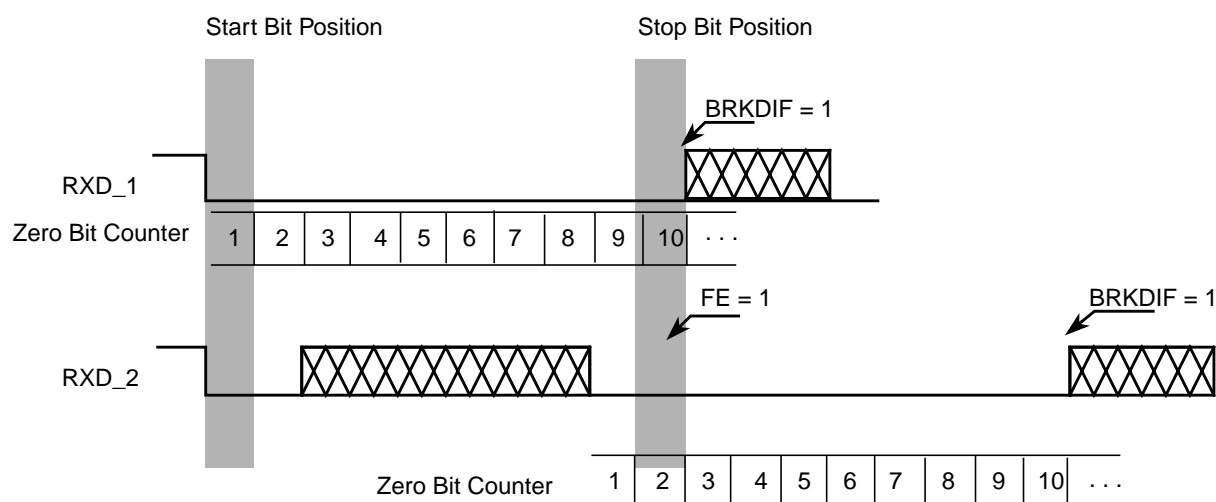 Start Bit Position Stop Bit Position
BRKDIF = 1
RXD_1
Zero Bit Counter 1 2 3 4 5 6 7 8 9 10 . . .
FE = 1 BRKDIF = 1
RXD_2
Zero Bit Counter 1 2 3 4 5 6 7 8 9 10 . . .